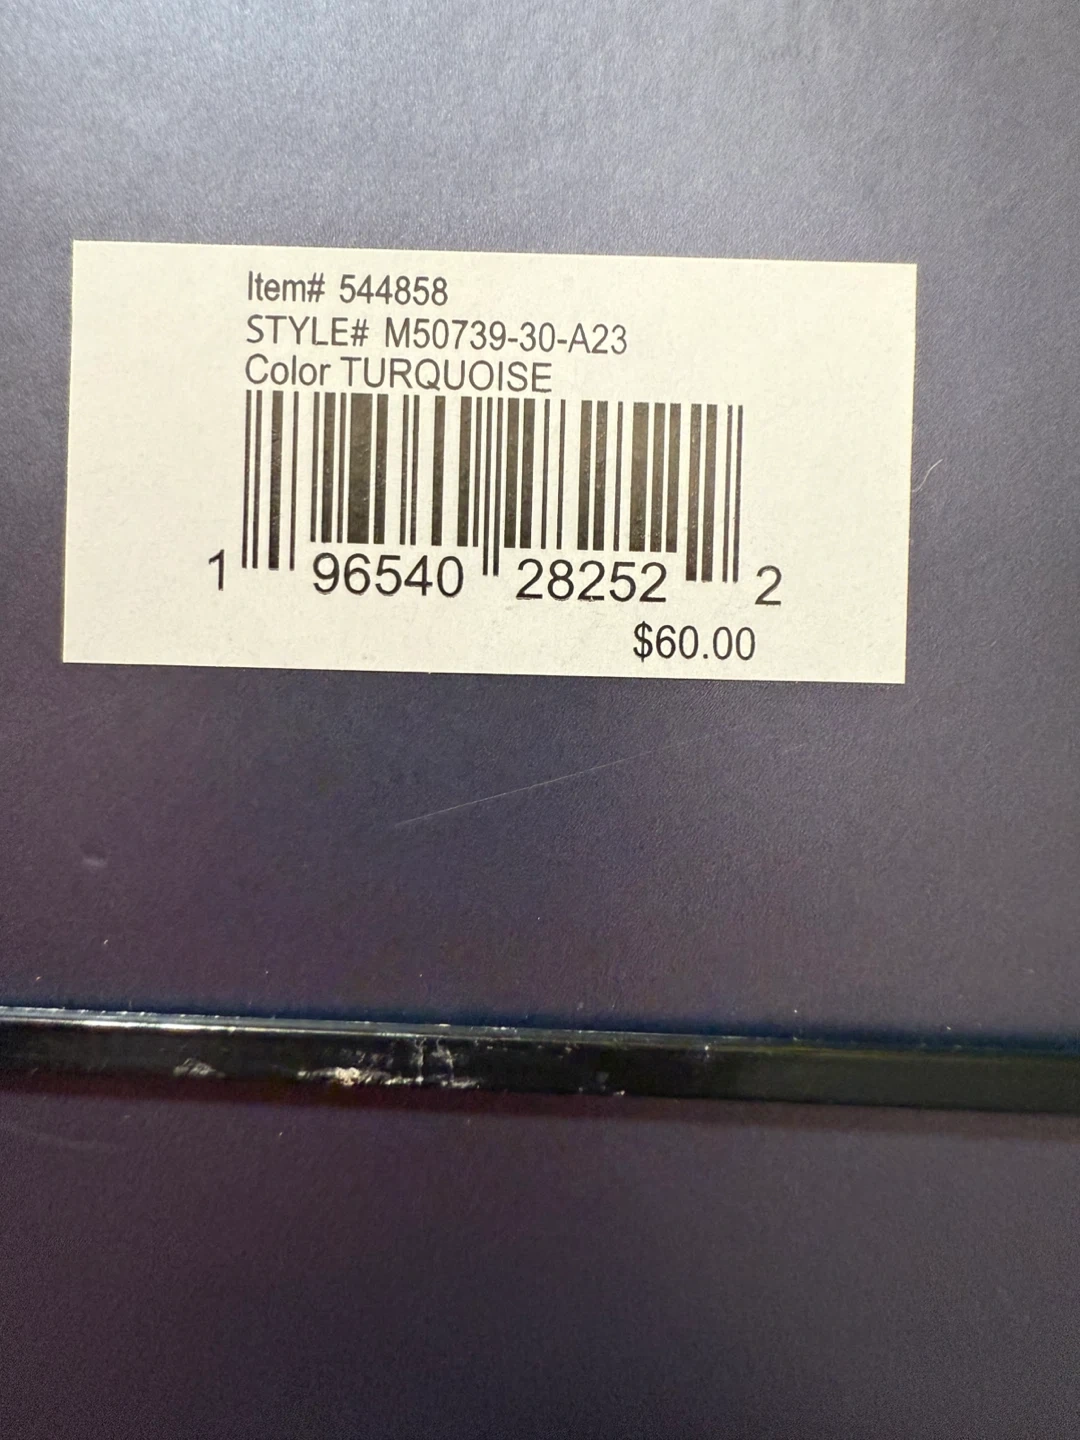 Item# 544858
STYLE# M50739-30-A23
Color TURQUOISE
1 96540 28252 2
$60.00